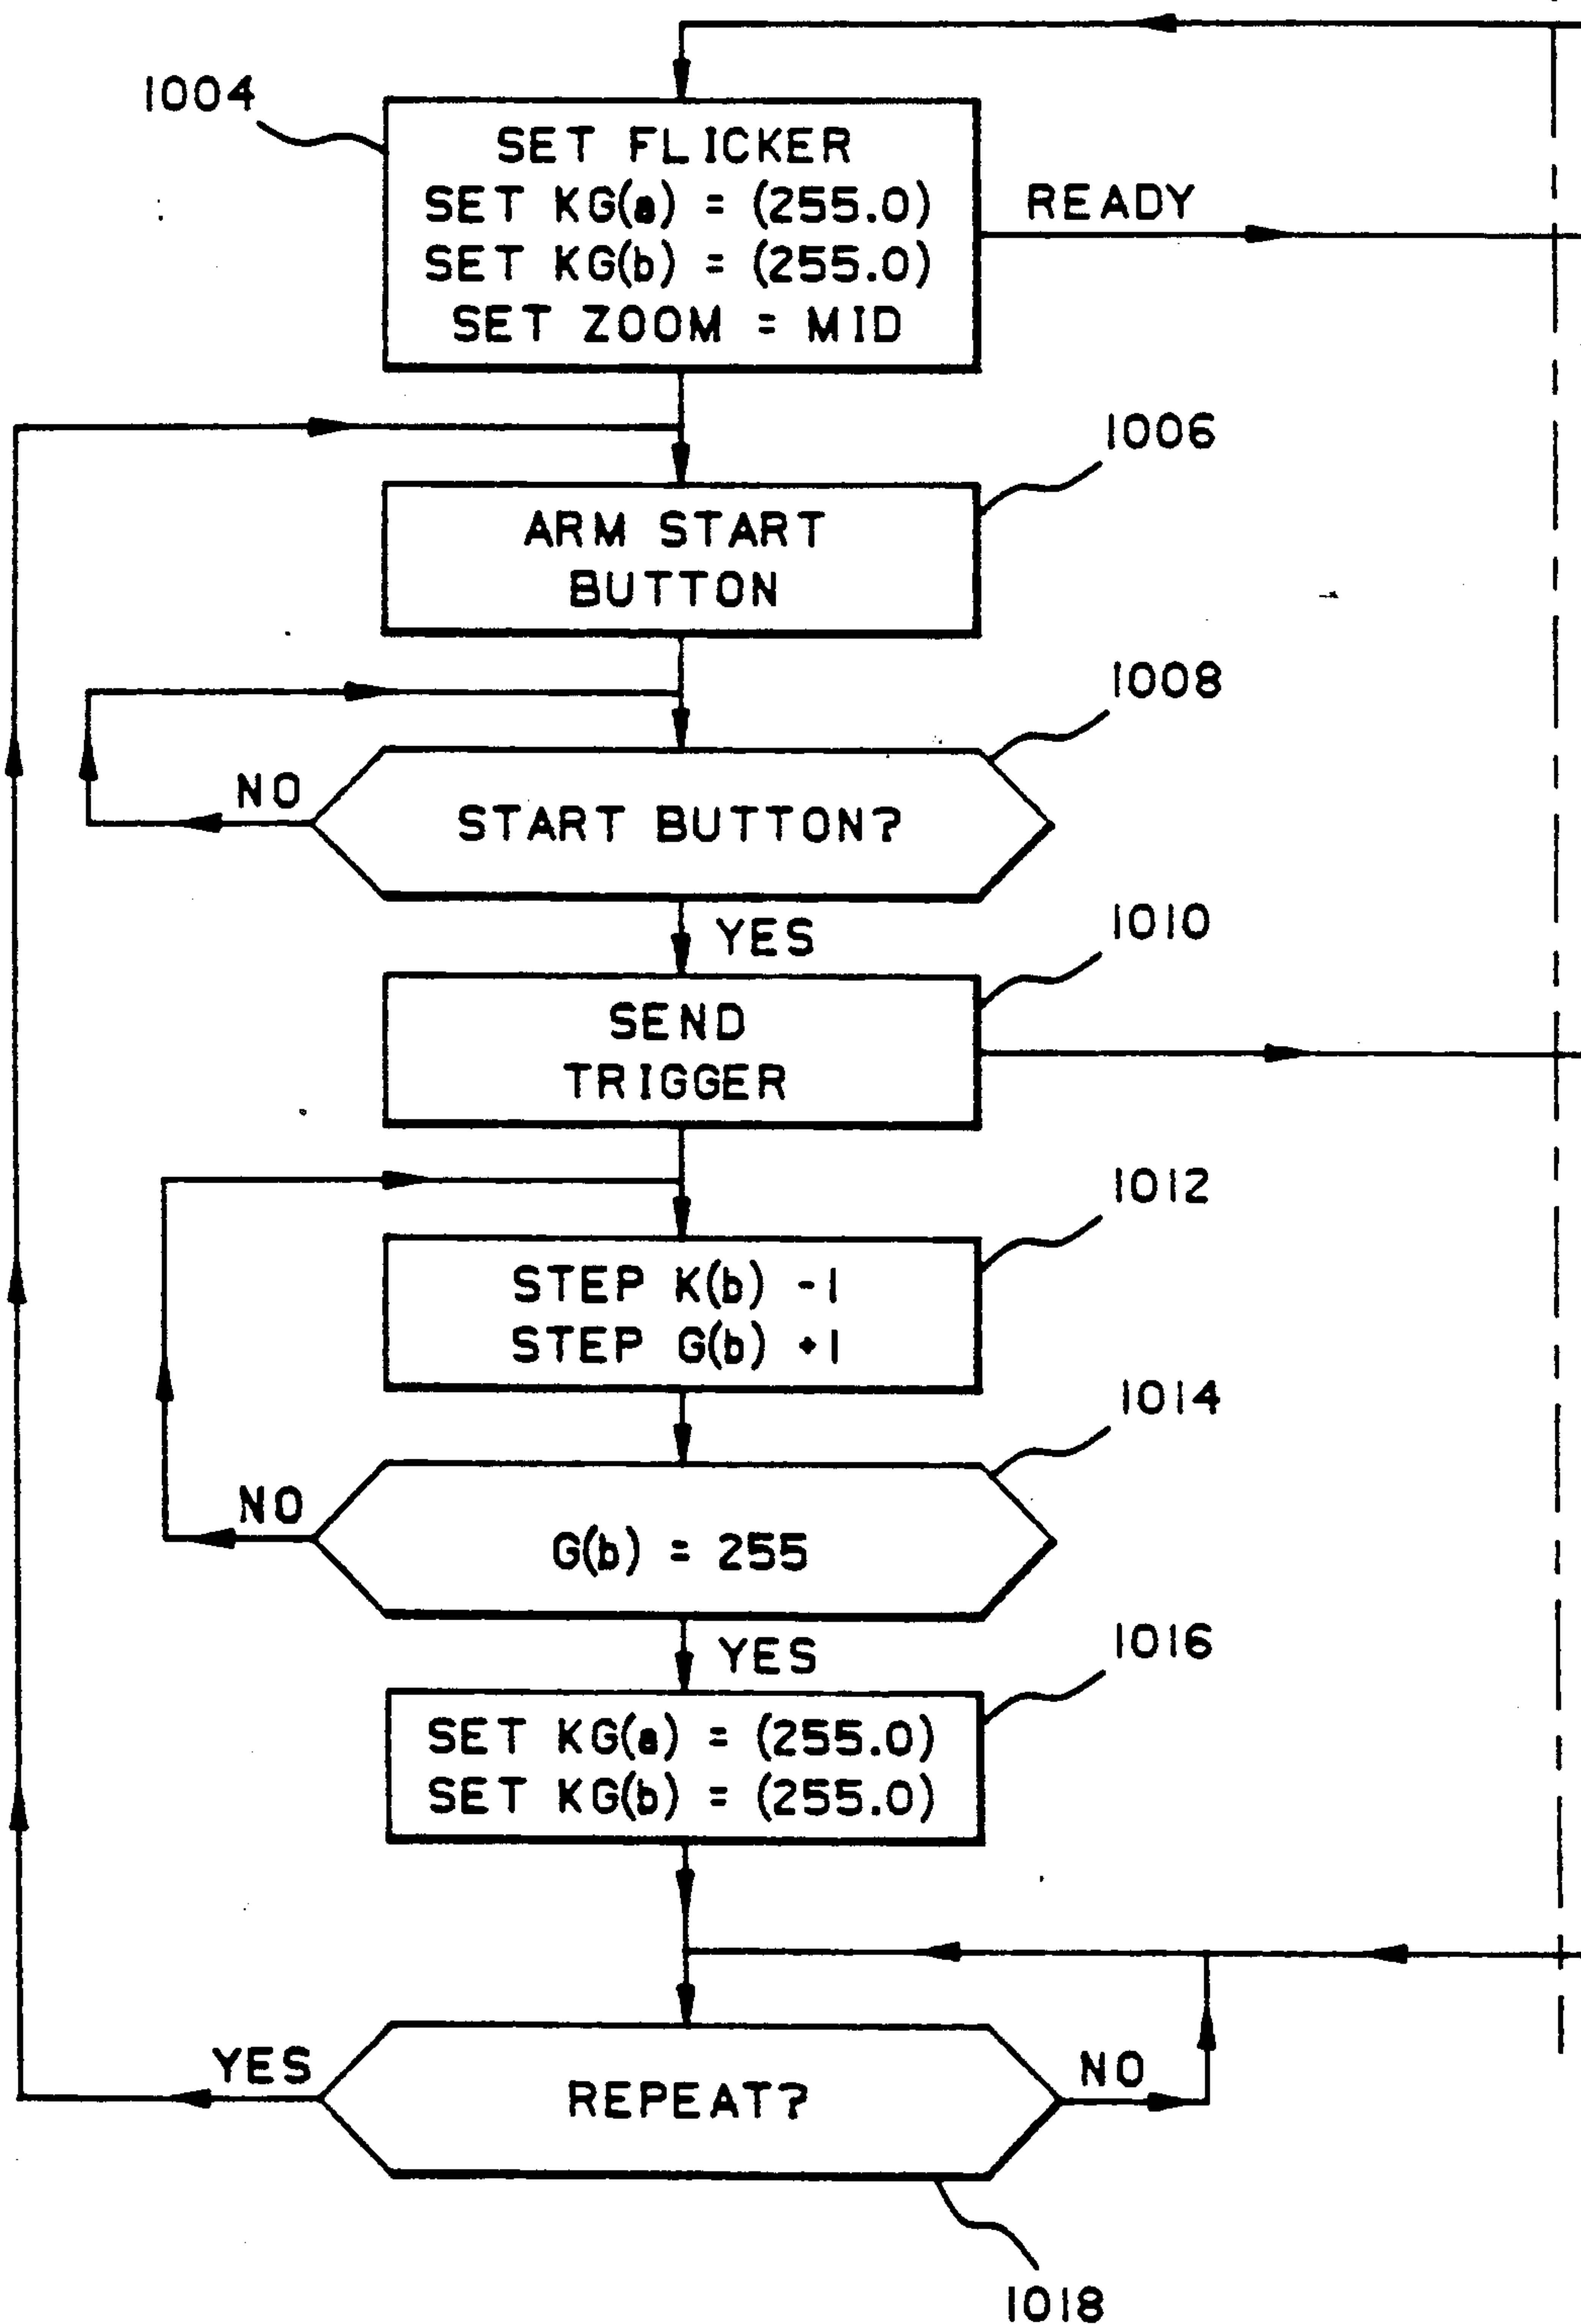 1004
SET FLICKER
SET KG(a) = (255.0)
SET KG(b) = (255.0)
SET ZOOM = MID
READY
1006
ARM START
BUTTON
1008
NO
START BUTTON?
YES
1010
SEND
TRIGGER
1012
STEP K(b) -1
STEP G(b) +1
1014
NO
G(b) = 255
YES
1016
SET KG(a) = (255.0)
SET KG(b) = (255.0)
YES
REPEAT?
NO
1018